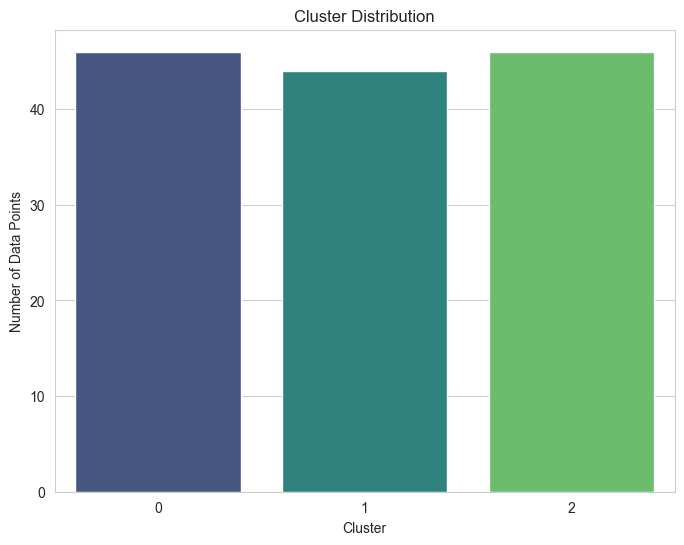 Cluster Distribution
Number of Data Points
40
30
20
10
0
0 1 2
Cluster